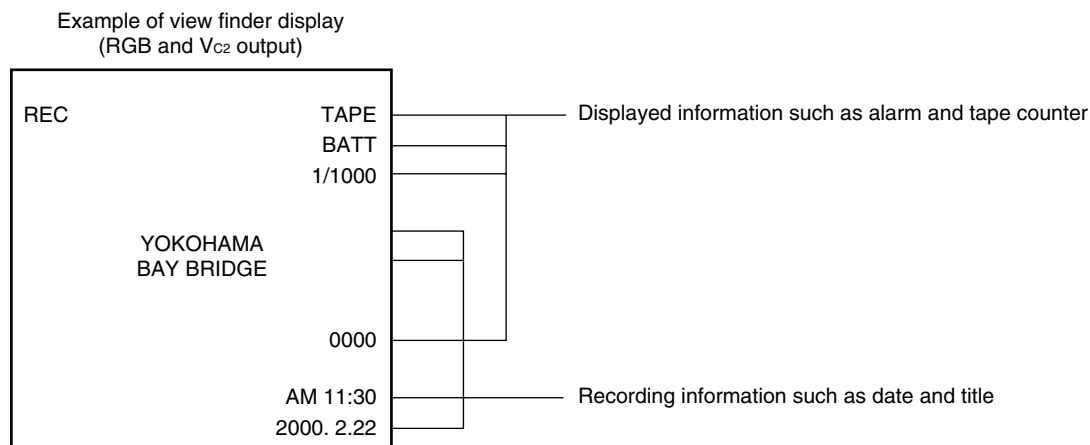 Example of view finder display
(RGB and VC2 output)
REC
TAPE
Displayed information such as alarm and tape counter
BATT
1/1000
YOKOHAMA
BAY BRIDGE
0000
AM 11:30
Recording information such as date and title
2000. 2.22